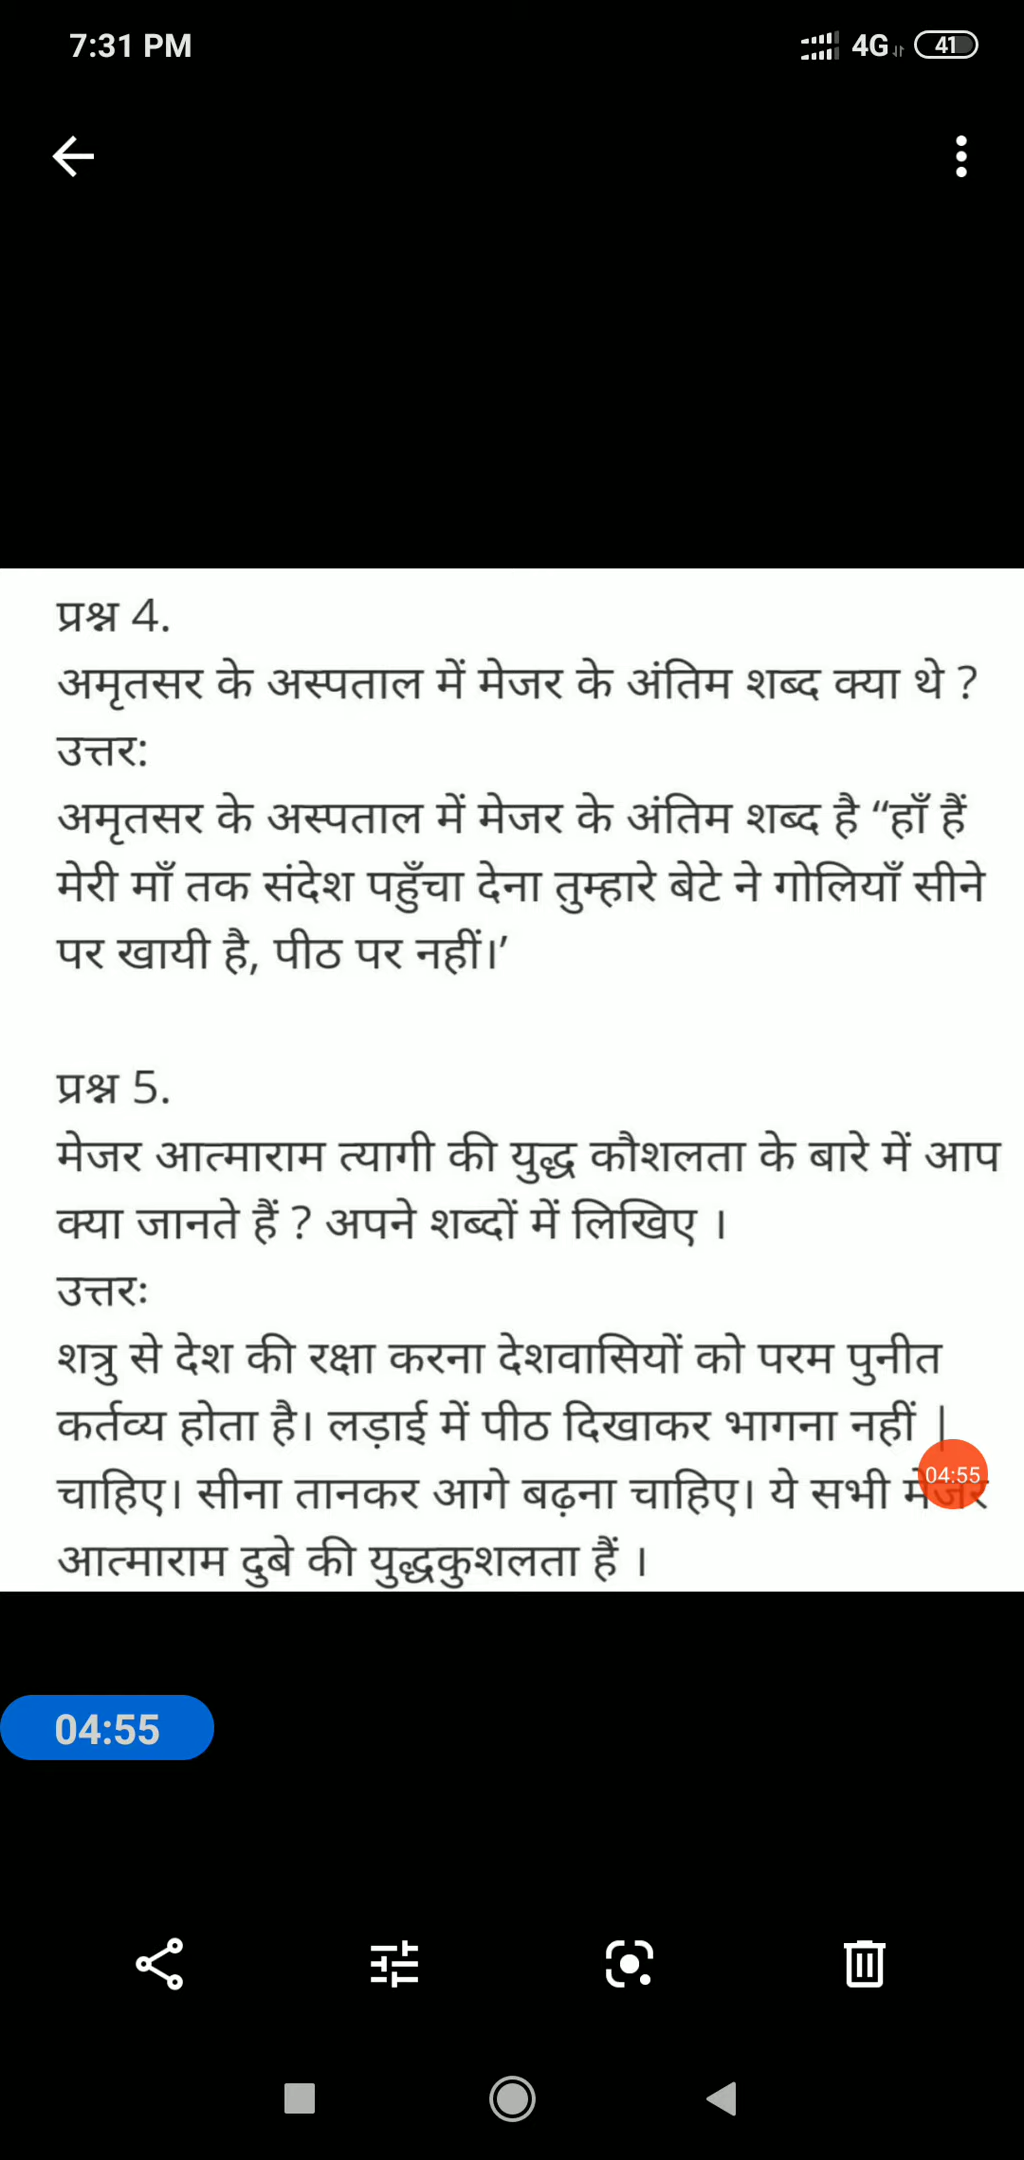 7:31 PM
4G 41
प्रश्न 4.
अमृतसर के अस्पताल में मेजर के अंतिम शब्द क्या थे ?
उत्तर:
अमृतसर के अस्पताल में मेजर के अंतिम शब्द है “हाँ हैं
मेरी माँ तक संदेश पहुँचा देना तुम्हारे बेटे ने गोलियाँ सीने
पर खायी है, पीठ पर नहीं।’
प्रश्न 5.
मेजर आत्माराम त्यागी की युद्ध कौशलता के बारे में आप
क्या जानते हैं ? अपने शब्दों में लिखिए ।
उत्तरः
शत्रु से देश की रक्षा करना देशवासियों को परम पुनीत
कर्तव्य होता है। लड़ाई में पीठ दिखाकर भागना नहीं |
चाहिए। सीना तानकर आगे बढ़ना चाहिए। ये सभी मेजर
04:55
आत्माराम दुबे की युद्धकुशलता हैं ।
04:55